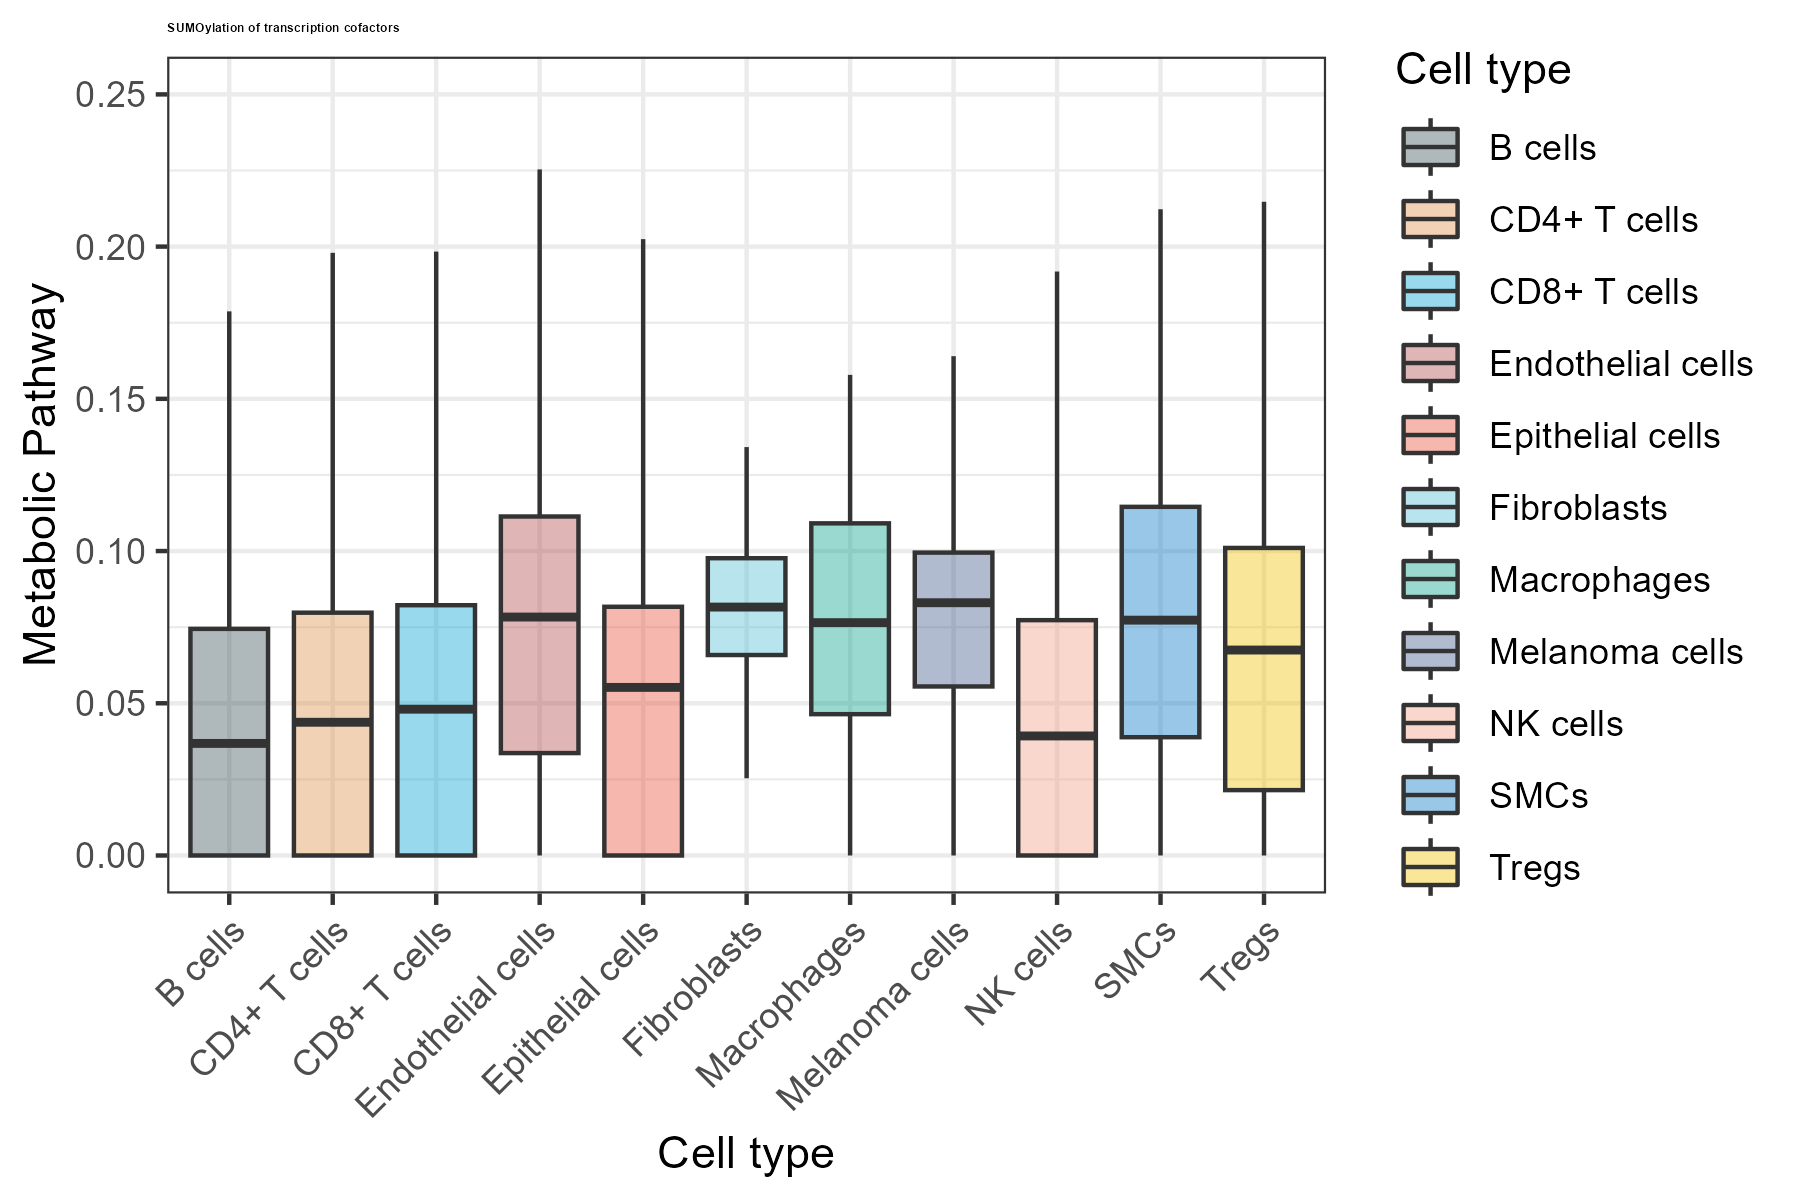 SUMOylation of transcription cofactors
Metabolic Pathway
0.25
0.20
0.15
0.10
0.05
0.00
B cells
CD4+ T cells
CD8+ T cells
Endothelial cells
Epithelial cells
Fibroblasts
Macrophages
Melanoma cells
NK cells
SMCs
Tregs
Cell type
Cell type
B cells
CD4+ T cells
CD8+ T cells
Endothelial cells
Epithelial cells
Fibroblasts
Macrophages
Melanoma cells
NK cells
SMCs
Tregs